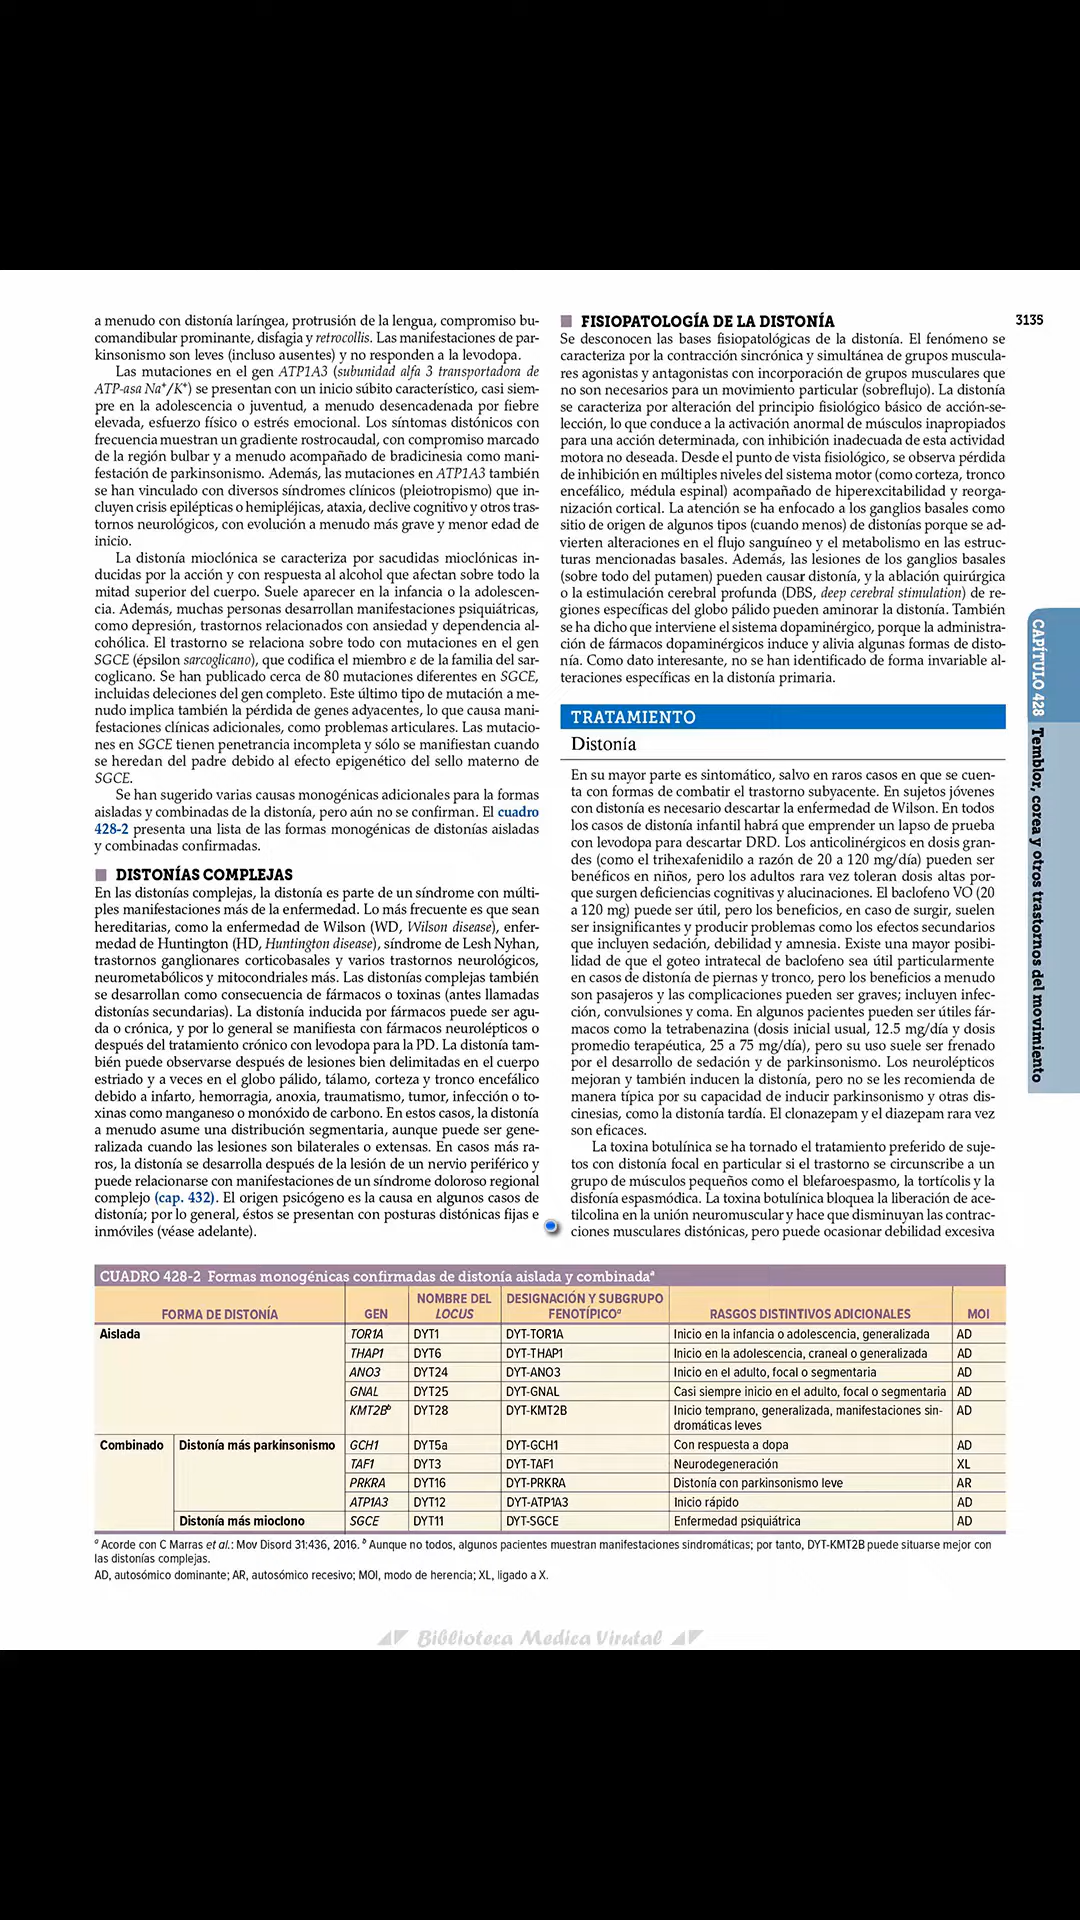 a menudo con distonía laríngea, protrusión de la lengua, compromiso bu-
comandibular prominante, disfagia y retrocollis. Las manifestaciones de par-
kinsonismo son leves (incluso ausentes) y no responden a la levodopa.
Las mutaciones en el gen ATP1A3 (subunidad alfa 3 transportadora de
ATP-asa Na⁺/K⁺) se presentan con un inicio súbito característico, casi siem-
pre en la adolescencia o juventud, a menudo desencadenada por fiebre
elevada, esfuerzo físico o estrés emocional. Los síntomas distónicos con
frecuencia muestran un gradiente rostrocaudal, con compromiso marcado
de la región bulbar y a menudo acompañado de bradicinesia como mani-
festación de parkinsonismo. Además, las mutaciones en ATP1A3 también
se han vinculado con diversos síndromes clínicos (pleiotropismo) que in-
cluyen crisis epilépticas o hemipléjicas, ataxia, declive cognitivo y otros tras-
tornos neurológicos, con evolución a menudo más grave y menor edad de
inicio.
La distonía mioclónica se caracteriza por sacudidas mioclónicas in-
ducidas por la acción y con respuesta al alcohol que afectan sobre todo la
mitad superior del cuerpo. Suele aparecer en la infancia o la adolescen-
cia. Además, muchas personas desarrollan manifestaciones psiquiátricas,
como depresión, trastornos relacionados con ansiedad y dependencia al-
cohólica. El trastorno se relaciona sobre todo con mutaciones en el gen
SGCE (épsilon sarcoglicano), que codifica el miembro ε de la familia del sar-
coglicano. Se han publicado cerca de 80 mutaciones diferentes en SGCE,
incluidas deleciones del gen completo. Este último tipo de mutación a me-
nudo implica también la pérdida de genes adyacentes, lo que causa mani-
festaciones clínicas adicionales, como problemas articulares. Las mutacio-
nes en SGCE tienen penetrancia incompleta y sólo se manifiestan cuando
se heredan del padre debido al efecto epigenético del sello materno de
SGCE.
Se han sugerido varias causas monogénicas adicionales para la formas
aisladas y combinadas de la distonía, pero aún no se confirman. El cuadro
428-2 presenta una lista de las formas monogénicas de distonías aisladas
y combinadas confirmadas.
DISTONÍAS COMPLEJAS
En las distonías complejas, la distonía es parte de un síndrome con múlti-
ples manifestaciones más de la enfermedad. Lo más frecuente es que sean
hereditarias, como la enfermedad de Wilson (WD, Wilson disease), enfer-
medad de Huntington (HD, Huntington disease), síndrome de Lesh Nyhan,
trastornos ganglionares corticobasales y varios trastornos neurológicos,
neurometabólicos y mitocondriales más. Las distonías complejas también
se desarrollan como consecuencia de fármacos o toxinas (antes llamadas
distonías secundarias). La distonía inducida por fármacos puede ser agu-
da o crónica, y por lo general se manifiesta con fármacos neurolépticos o
después del tratamiento crónico con levodopa para la PD. La distonía tam-
bién puede observarse después de lesiones bien delimitadas en el cuerpo
estriado y a veces en el globo pálido, tálamo, corteza y tronco encefálico
debido a infarto, hemorragia, anoxia, traumatismo, tumor, infección o to-
xinas como manganeso o monóxido de carbono. En estos casos, la distonía
a menudo asume una distribución segmentaria, aunque puede ser gene-
ralizada cuando las lesiones son bilaterales o extensas. En casos más ra-
ros, la distonía se desarrolla después de la lesión de un nervio periférico y
puede relacionarse con manifestaciones de un síndrome doloroso regional
complejo (cap. 432). El origen psicógeno es la causa en algunos casos de
distonía; por lo general, éstos se presentan con posturas distónicas fijas e
inmóviles (véase adelante).
FISIOPATOLOGÍA DE LA DISTONÍA
Se desconocen las bases fisiopatológicas de la distonía. El fenómeno se
caracteriza por la contracción sincrónica y simultánea de grupos muscula-
res agonistas y antagonistas con incorporación de grupos musculares que
no son necesarios para un movimiento particular (sobreflujo). La distonía
se caracteriza por alteración del principio fisiológico básico de acción-se-
lección, lo que conduce a la activación anormal de músculos inapropiados
para una acción determinada, con inhibición inadecuada de esta actividad
motora no deseada. Desde el punto de vista fisiológico, se observa pérdida
de inhibición en múltiples niveles del sistema motor (como corteza, tronco
encefálico, médula espinal) acompañado de hiperexcitabilidad y reorga-
nización cortical. La atención se ha enfocado a los ganglios basales como
sitio de origen de algunos tipos (cuando menos) de distonías porque se ad-
vierten alteraciones en el flujo sanguíneo y el metabolismo en las estruc-
turas mencionadas basales. Además, las lesiones de los ganglios basales
(sobre todo del putamen) pueden causar distonía, y la ablación quirúrgica
o la estimulación cerebral profunda (DBS, deep cerebral stimulation) de re-
giones específicas del globo pálido pueden aminorar la distonía. También
se ha dicho que interviene el sistema dopaminérgico, porque la administra-
ción de fármacos dopaminérgicos induce y alivia algunas formas de disto-
nía. Como dato interesante, no se han identificado de forma invariable al-
teraciones específicas en la distonía primaria.
TRATAMIENTO
Distonía
En su mayor parte es sintomático, salvo en raros casos en que se cuen-
ta con formas de combatir el trastorno subyacente. En sujetos jóvenes
con distonía es necesario descartar la enfermedad de Wilson. En todos
los casos de distonía infantil habrá que emprender un lapso de prueba
con levodopa para descartar DRD. Los anticolinérgicos en dosis gran-
des (como el trihexafenidilo a razón de 20 a 120 mg/día) pueden ser
benéficos en niños, pero los adultos rara vez toleran dosis altas por-
que surgen deficiencias cognitivas y alucinaciones. El baclofeno VO (20
a 120 mg) puede ser útil, pero los beneficios, en caso de surgir, suelen
ser insignificantes y producir problemas como los efectos secundarios
que incluyen sedación, debilidad y amnesia. Existe una mayor posibi-
lidad de que el goteo intratecal de baclofeno sea útil particularmente
en casos de distonía de piernas y tronco, pero los beneficios a menudo
son pasajeros y las complicaciones pueden ser graves; incluyen infec-
ción, convulsiones y coma. En algunos pacientes pueden ser útiles fár-
macos como la tetrabenazina (dosis inicial usual, 12.5 mg/día y dosis
promedio terapéutica, 25 a 75 mg/día), pero su uso suele ser frenado
por el desarrollo de sedación y de parkinsonismo. Los neurolépticos
mejoran y también inducen la distonía, pero no se les recomienda de
manera típica por su capacidad de inducir parkinsonismo y otras dis-
cinesias, como la distonía tardía. El clonazepam y el diazepam rara vez
son eficaces.
La toxina botulínica se ha tornado el tratamiento preferido de suje-
tos con distonía focal en particular si el trastorno se circunscribe a un
grupo de músculos pequeños como el blefaroespasmo, la tortícolis y la
disfonía espasmódica. La toxina botulínica bloquea la liberación de ace-
tilcolina en la unión neuromuscular y hace que disminuyan las contrac-
ciones musculares distónicas, pero puede ocasionar debilidad excesiva
3135
CAPÍTULO 428 Temblor, corea y otros trastornos del movimiento
CUADRO 428-2 Formas monogénicas confirmadas de distonía aislada y combinadaᵃ
FORMA DE DISTONÍA GEN NOMBRE DEL LOCUS DESIGNACIÓN Y SUBGRUPO FENOTÍPICOᵃ RASGOS DISTINTIVOS ADICIONALES MOI
Aislada TOR1A DYT1 DYT-TOR1A Inicio en la infancia o adolescencia, generalizada AD
THAP1 DYT6 DYT-THAP1 Inicio en la adolescencia, craneal o generalizada AD
ANO3 DYT24 DYT-ANO3 Inicio en el adulto, focal o segmentaria AD
GNAL DYT25 DYT-GNAL Casi siempre inicio en el adulto, focal o segmentaria AD
KMT2Bᵇ DYT28 DYT-KMT2B Inicio temprano, generalizada, manifestaciones sin- AD
dromáticas leves
Combinado Distonía más parkinsonismo GCH1 DYT5a DYT-GCH1 Con respuesta a dopa AD
TAF1 DYT3 DYT-TAF1 Neurodegeneración XL
PRKRA DYT16 DYT-PRKRA Distonía con parkinsonismo leve AR
ATP1A3 DYT12 DYT-ATP1A3 Inicio rápido AD
Distonía más mioclono SGCE DYT11 DYT-SGCE Enfermedad psiquiátrica AD
ᵃ Acorde con C Marras et al.: Mov Disord 31:436, 2016. ᵇ Aunque no todos, algunos pacientes muestran manifestaciones sindromáticas; por tanto, DYT-KMT2B puede situarse mejor con
las distonías complejas.
AD, autosómico dominante; AR, autosómico recesivo; MOI, modo de herencia; XL, ligado a X.
Biblioteca Medica Virutal